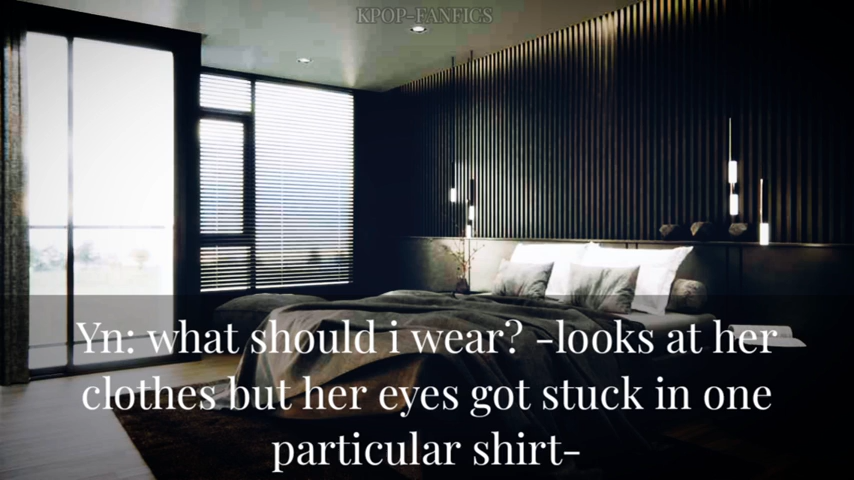 KPOP-FANFICS
Yn: what should i wear? -looks at her
clothes but her eyes got stuck in one
particular shirt-